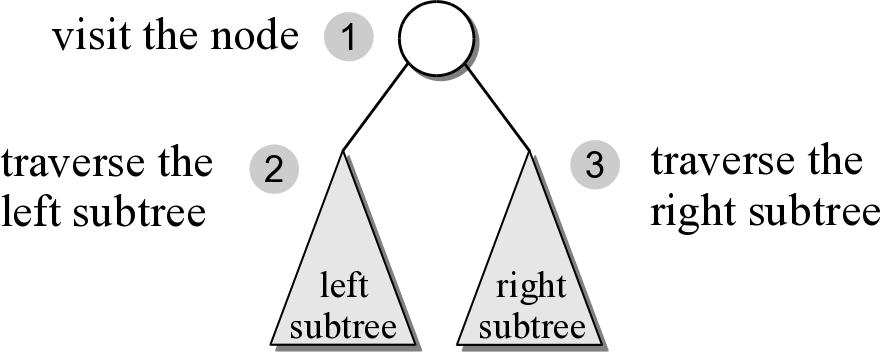 visit the node 1
traverse the
left subtree
2
3
traverse the
right subtree
left
subtree
right
subtree